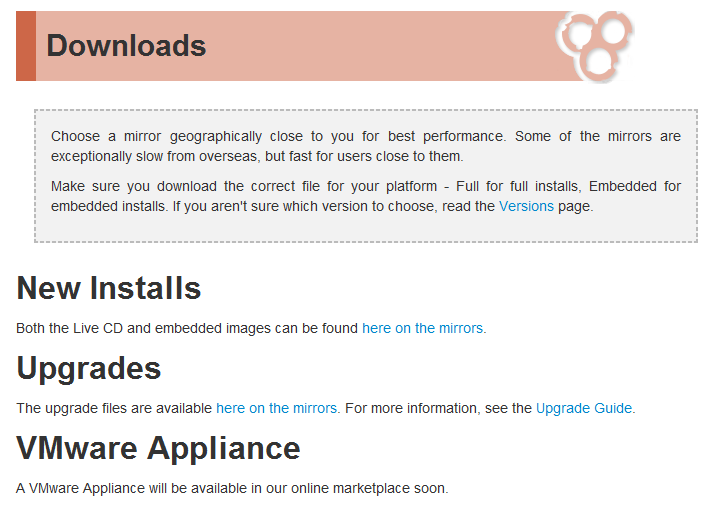 Downloads
Choose a mirror geographically close to you for best performance. Some of the mirrors are
exceptionally slow from overseas, but fast for users close to them.
Make sure you download the correct file for your platform - Full for full installs, Embedded for
embedded installs. If you aren't sure which version to choose, read the Versions page.
New Installs
Both the Live CD and embedded images can be found here on the mirrors.
Upgrades
The upgrade files are available here on the mirrors. For more information, see the Upgrade Guide.
VMware Appliance
A VMware Appliance will be available in our online marketplace soon.